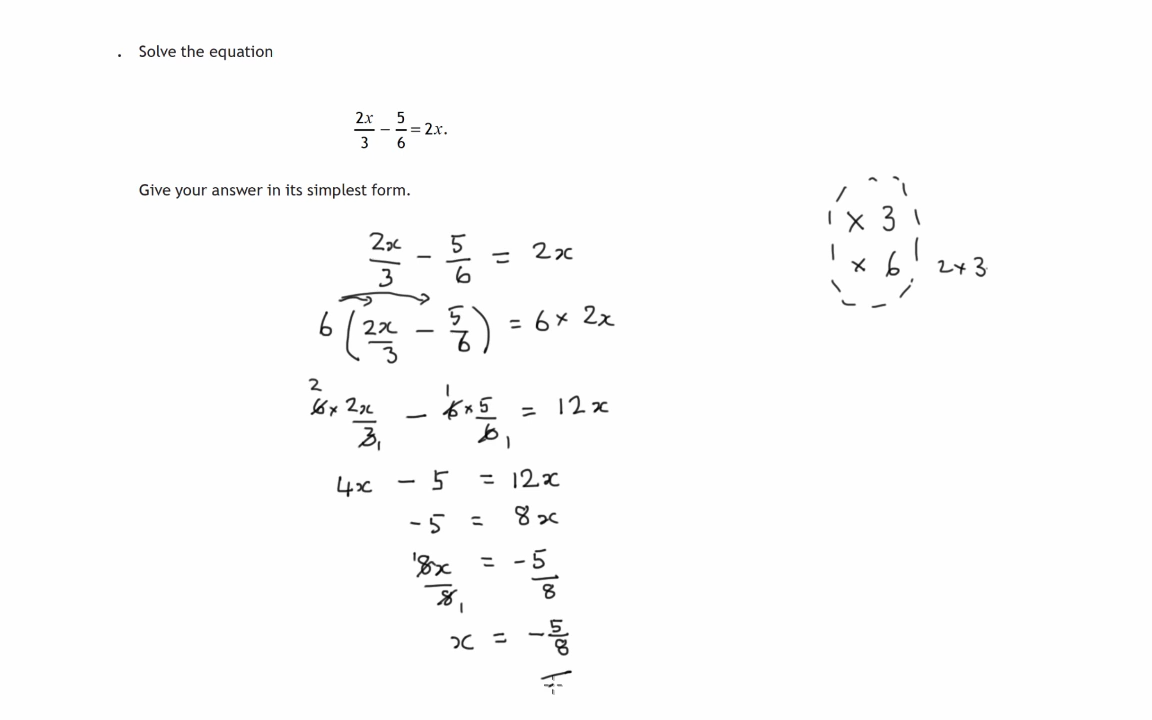 . Solve the equation
2x/3 − 5/6 = 2x.
Give your answer in its simplest form.
2x/3 − 5/6 = 2x
6(2x/3 − 5/6) = 6 × 2x
2 6 × 2x/3 1 − 1 6 × 5/6 1 = 12x
4x − 5 = 12x
-5 = 8x
1 8x/8 1 = -5/8
x = -5/8
× 3
× 6 2×3